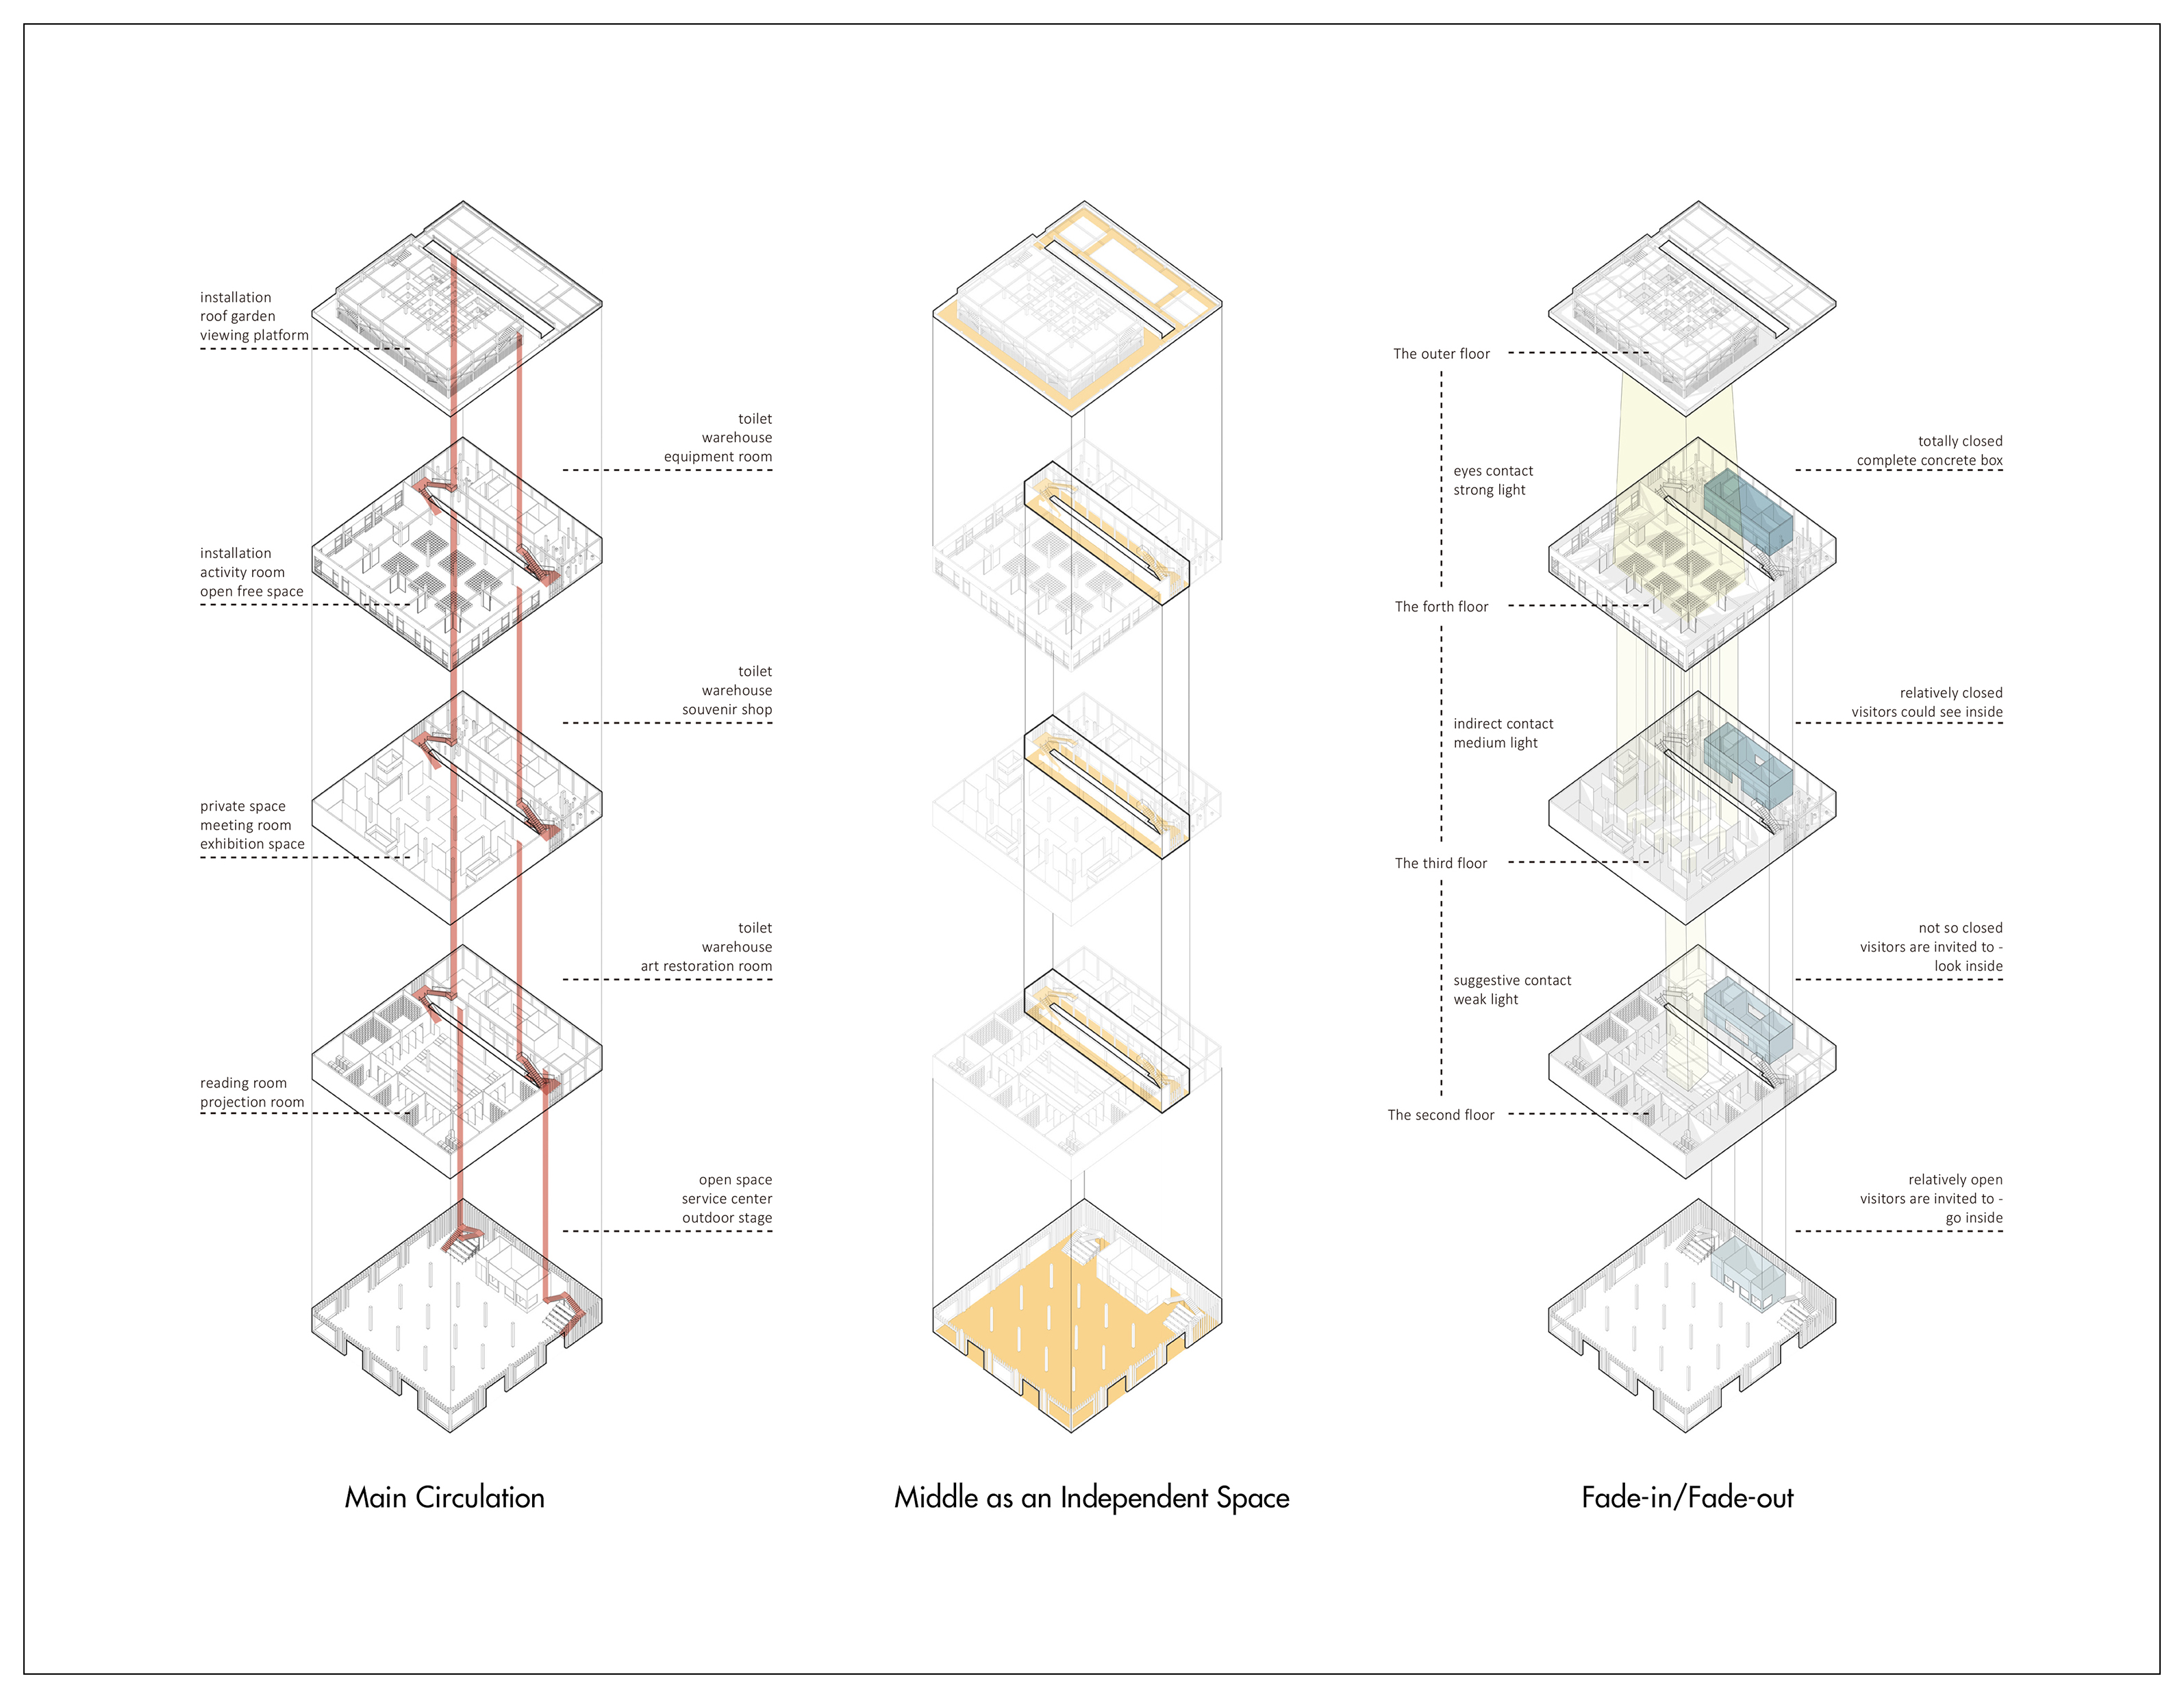 installation
roof garden
viewing platform
toilet
warehouse
equipment room
installation
activity room
open free space
toilet
warehouse
souvenir shop
private space
meeting room
exhibition space
toilet
warehouse
art restoration room
reading room
projection room
open space
service center
outdoor stage
Main Circulation
Middle as an Independent Space
The outer floor
totally closed
complete concrete box
eyes contact
strong light
The forth floor
relatively closed
visitors could see inside
indirect contact
medium light
The third floor
not so closed
visitors are invited to -
look inside
suggestive contact
weak light
The second floor
relatively open
visitors are invited to -
go inside
Fade-in/Fade-out